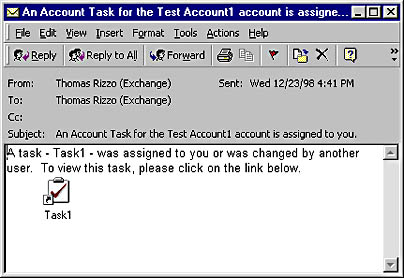 An Account Task for the Test Account1 account is assigne...
File Edit View Insert Format Tools Actions Help
Reply Reply to All Forward
From: Thomas Rizzo (Exchange) Sent: Wed 12/23/98 4:41 PM
To: Thomas Rizzo (Exchange)
Cc:
Subject: An Account Task for the Test Account1 account is assigned to you.
A task - Task1 - was assigned to you or was changed by another
user. To view this task, please click on the link below.
Task1